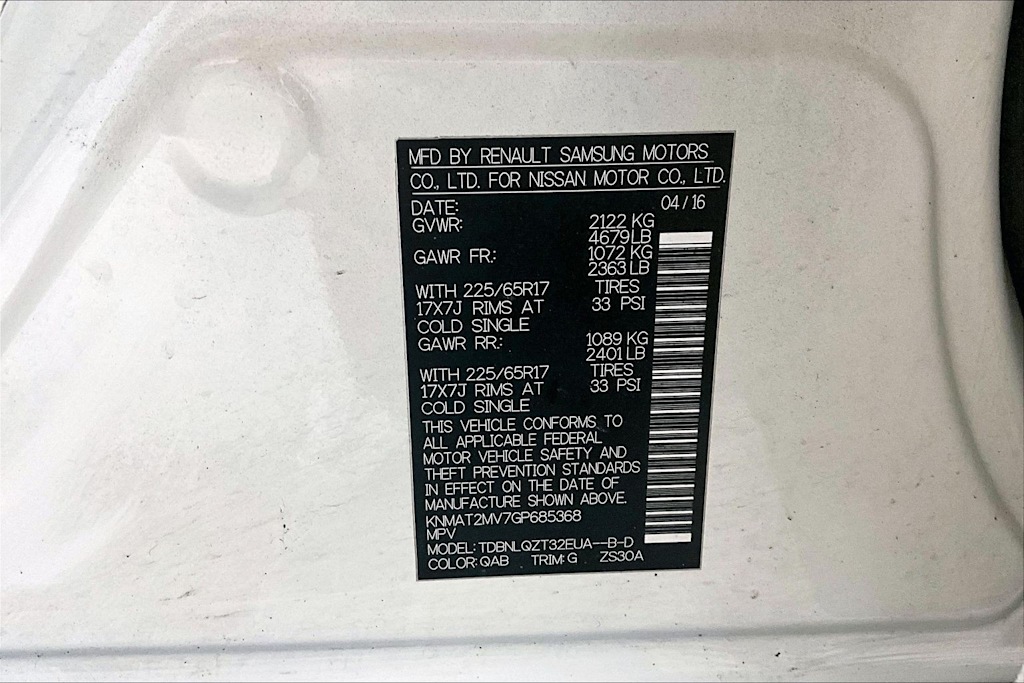 MFD BY RENAULT SAMSUNG MOTORS
CO., LTD. FOR NISSAN MOTOR CO., LTD.
DATE: 04/16
GVWR: 2122 KG
4679 LB
GAWR FR.: 1072 KG
2363 LB
WITH 225/65R17 TIRES
17X7J RIMS AT 33 PSI
COLD SINGLE
GAWR RR.: 1089 KG
2401 LB
WITH 225/65R17 TIRES
17X7J RIMS AT 33 PSI
COLD SINGLE
THIS VEHICLE CONFORMS TO
ALL APPLICABLE FEDERAL
MOTOR VEHICLE SAFETY AND
THEFT PREVENTION STANDARDS
IN EFFECT ON THE DATE OF
MANUFACTURE SHOWN ABOVE.
KNMAT2MV7GP685368
MPV
MODEL: TDBNLQZT32EUA--B-D
COLOR: QAB TRIM: G ZS30A